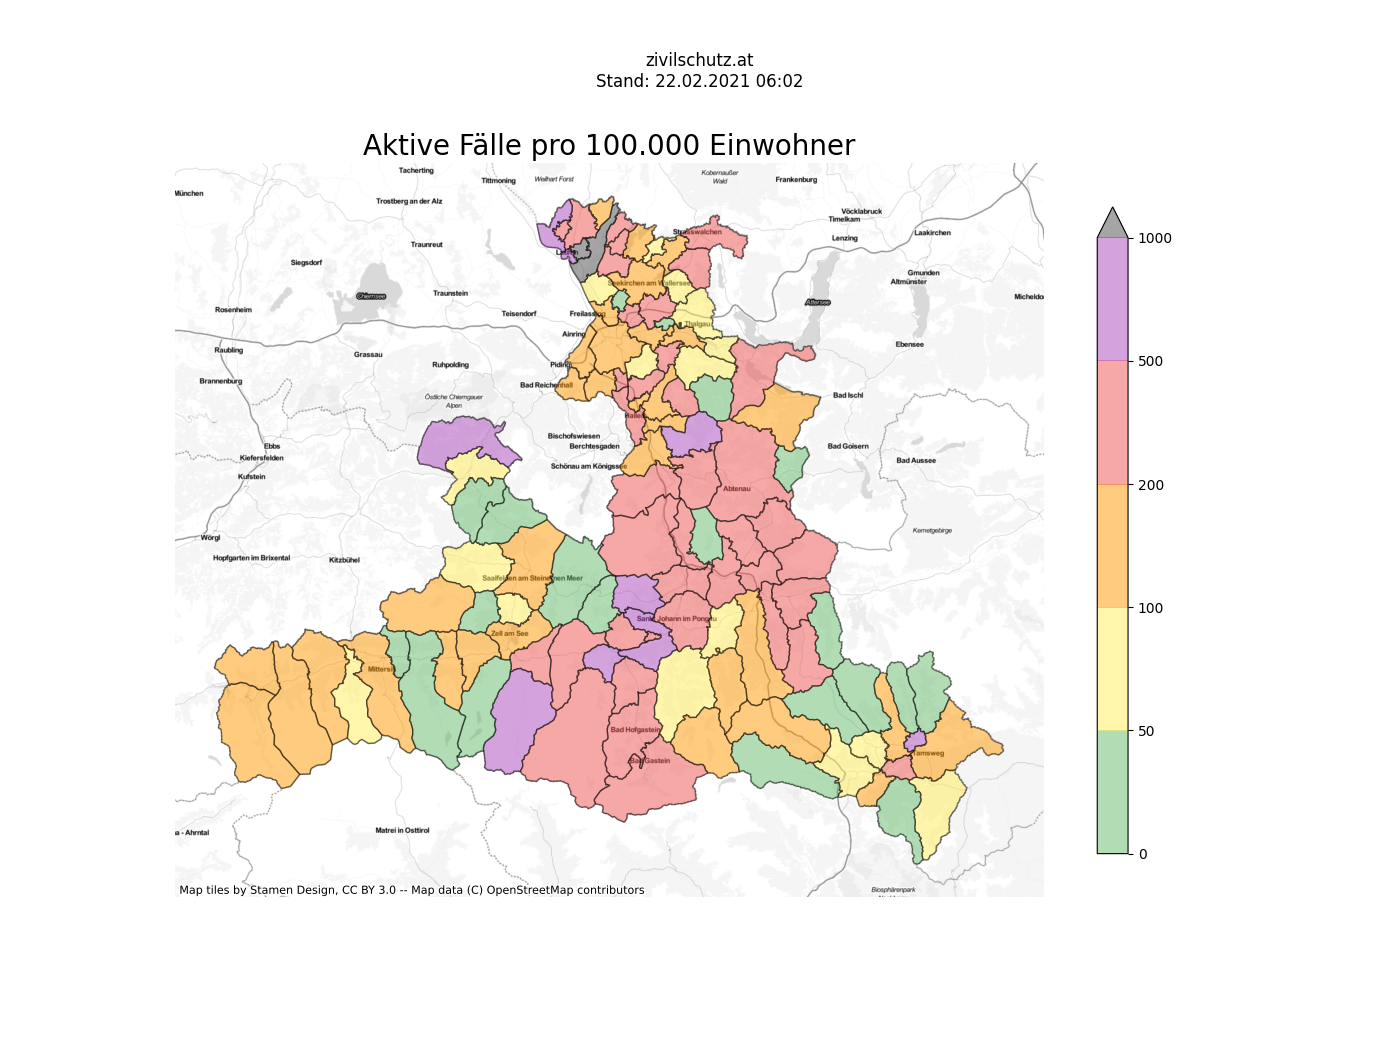 zivilschutz.at
Stand: 22.02.2021 06:02
Aktive Fälle pro 100.000 Einwohner
Tacherting
Tittmoning
Weilhart Forst
Kobernaußer
Wald
Frankenburg
München
Trostberg an der Alz
Vöcklabruck
Timelkam
Strasswalchen
Laakirchen
Lenzing
Traunreut
Siegsdorf
Gmunden
Altmünster
Seekirchen am Wallersee
Chiemsee
Traunstein
Attersee
Rosenheim
Teisendorf
Freilassing
Thalgau
Ainring
Ebensee
Raubling
Grassau
Ruhpolding
Piding
Brannenburg
Bad Reichenhall
Östliche Chiemgauer
Alpen
Bad Ischl
Hallein
Bischofswiesen
Berchtesgaden
Ebbs
Kiefersfelden
Bad Goisern
Bad Aussee
Schönau am Königssee
Kufstein
Abtenau
Kemetgebirge
Wörgl
Hopfgarten im Brixental
Kitzbühel
Saalfelden am Steinernen Meer
Sankt Johann im Pongau
Zell am See
Mittersill
Bad Hofgastein
Bad Gastein
Tamsweg
Matrei in Osttirol
a - Ahrntal
Biosphärenpark
Map tiles by Stamen Design, CC BY 3.0 -- Map data (C) OpenStreetMap contributors
1000
500
200
100
50
0